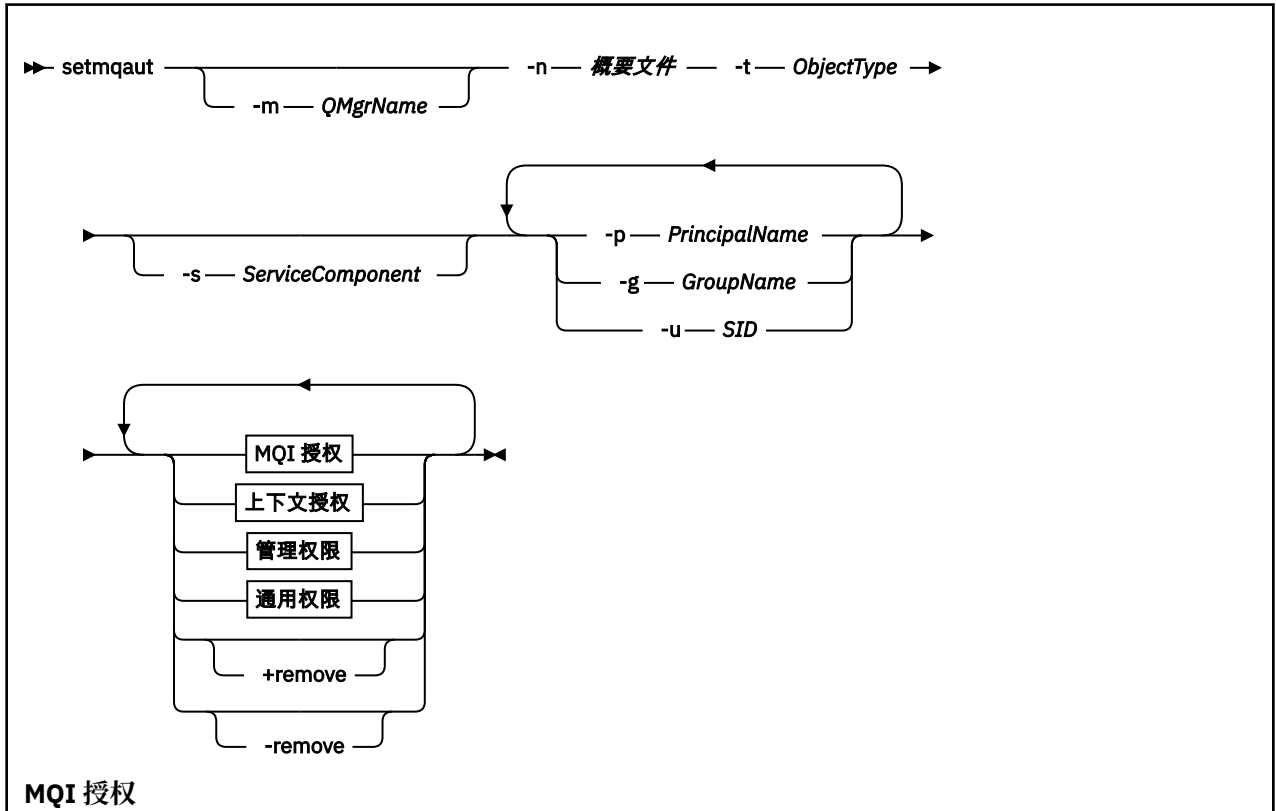 setmqaut -n 概要文件 -t ObjectType
-m QMgrName
-p PrincipalName
-s ServiceComponent
-g GroupName
-u SID
MQI 授权
上下文授权
管理权限
通用权限
+remove
-remove
MQI 授权